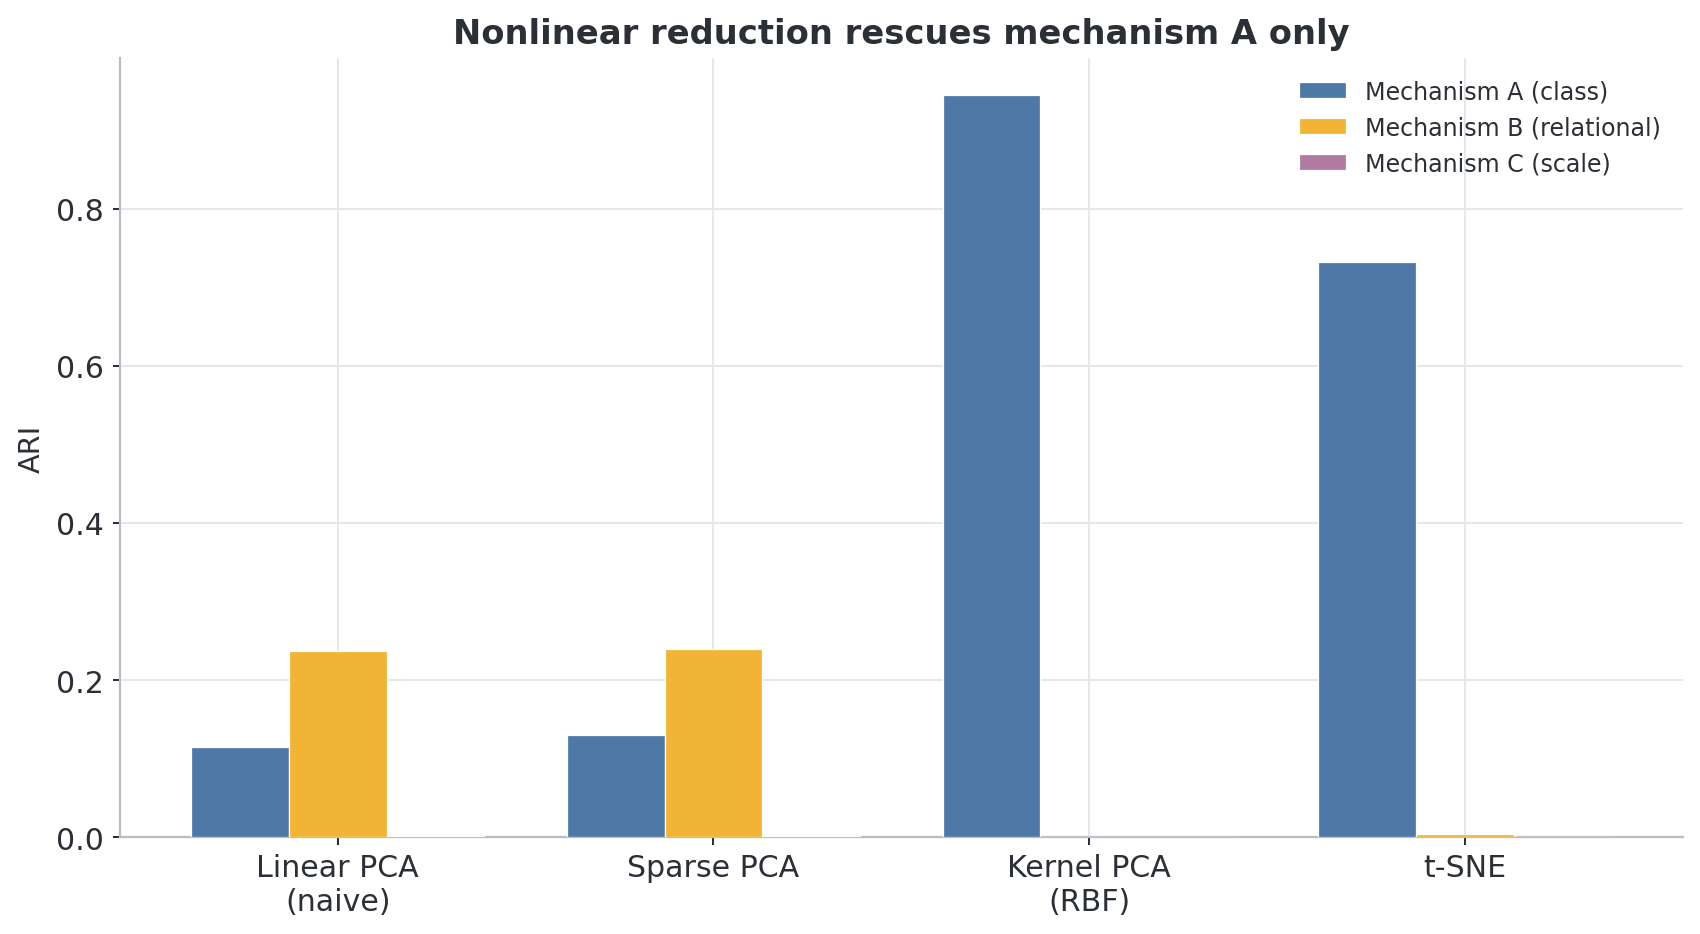 Nonlinear reduction rescues mechanism A only
Mechanism A (class)
Mechanism B (relational)
Mechanism C (scale)
ARI
0.8
0.6
0.4
0.2
0.0
Linear PCA
(naive)
Sparse PCA
Kernel PCA
(RBF)
t-SNE